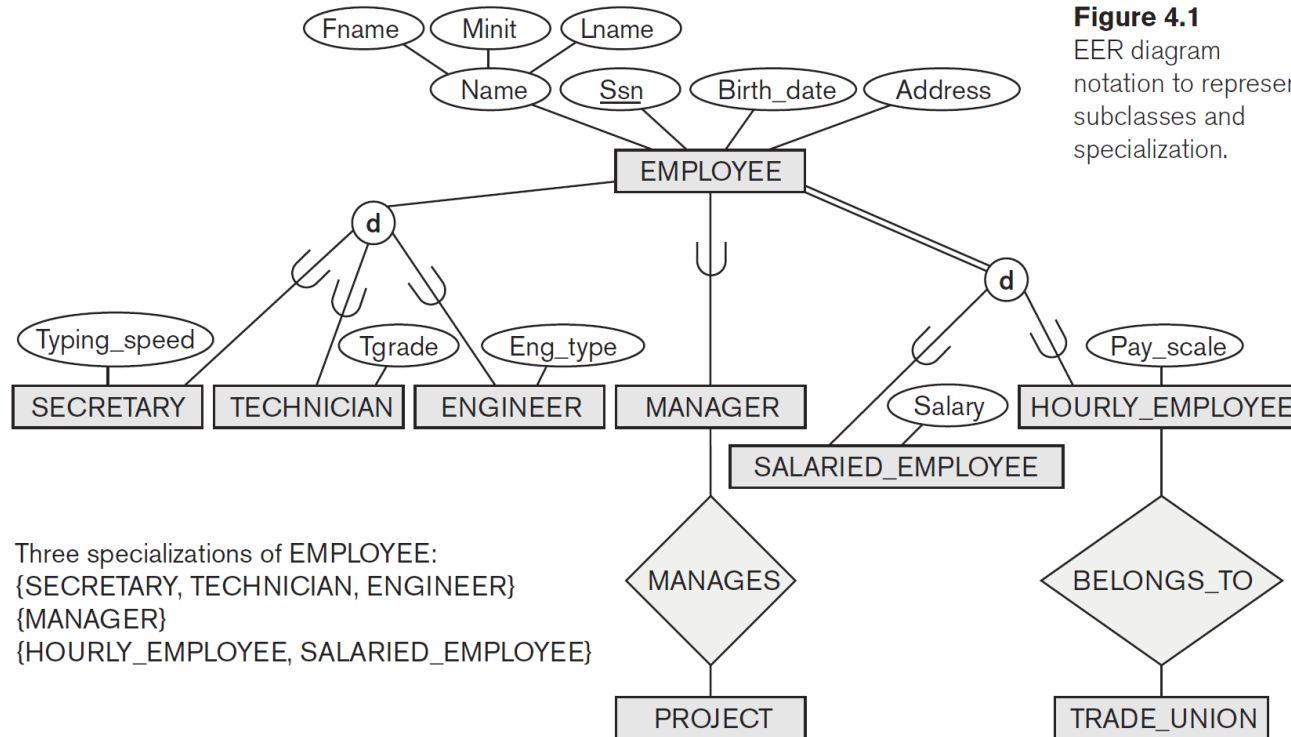 Figure 4.1
EER diagram
notation to represen
subclasses and
specialization.
Fname
Minit
Lname
Name
Ssn
Birth_date
Address
EMPLOYEE
d
d
Typing_speed
Tgrade
Eng_type
Pay_scale
SECRETARY
TECHNICIAN
ENGINEER
MANAGER
Salary
HOURLY_EMPLOYEE
SALARIED_EMPLOYEE
Three specializations of EMPLOYEE:
{SECRETARY, TECHNICIAN, ENGINEER}
{MANAGER}
{HOURLY_EMPLOYEE, SALARIED_EMPLOYEE}
MANAGES
BELONGS_TO
PROJECT
TRADE_UNION